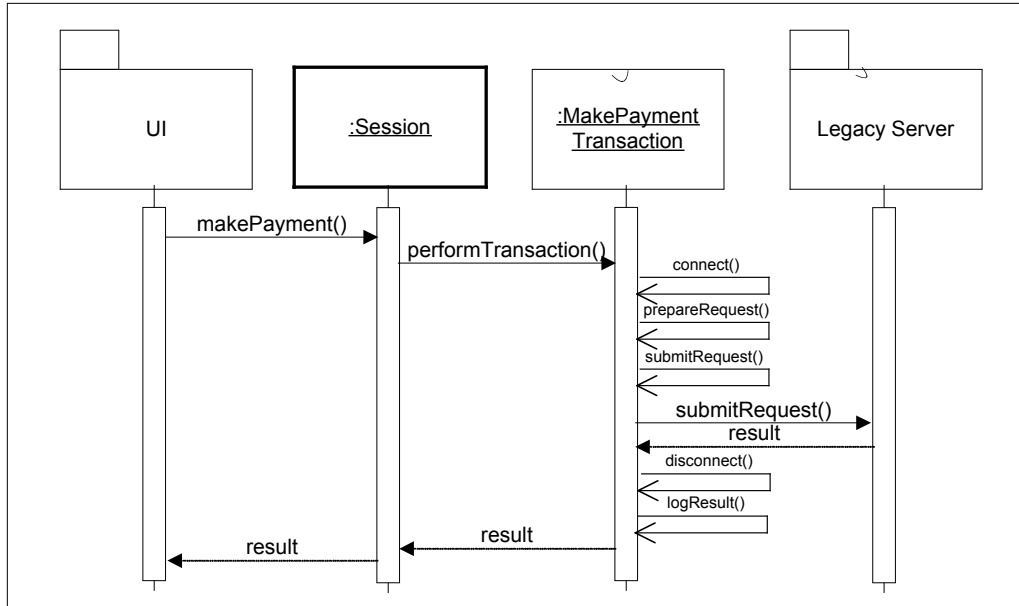 UI
:Session
:MakePayment
Transaction
Legacy Server
makePayment()
performTransaction()
connect()
prepareRequest()
submitRequest()
submitRequest()
result
disconnect()
logResult()
result
result